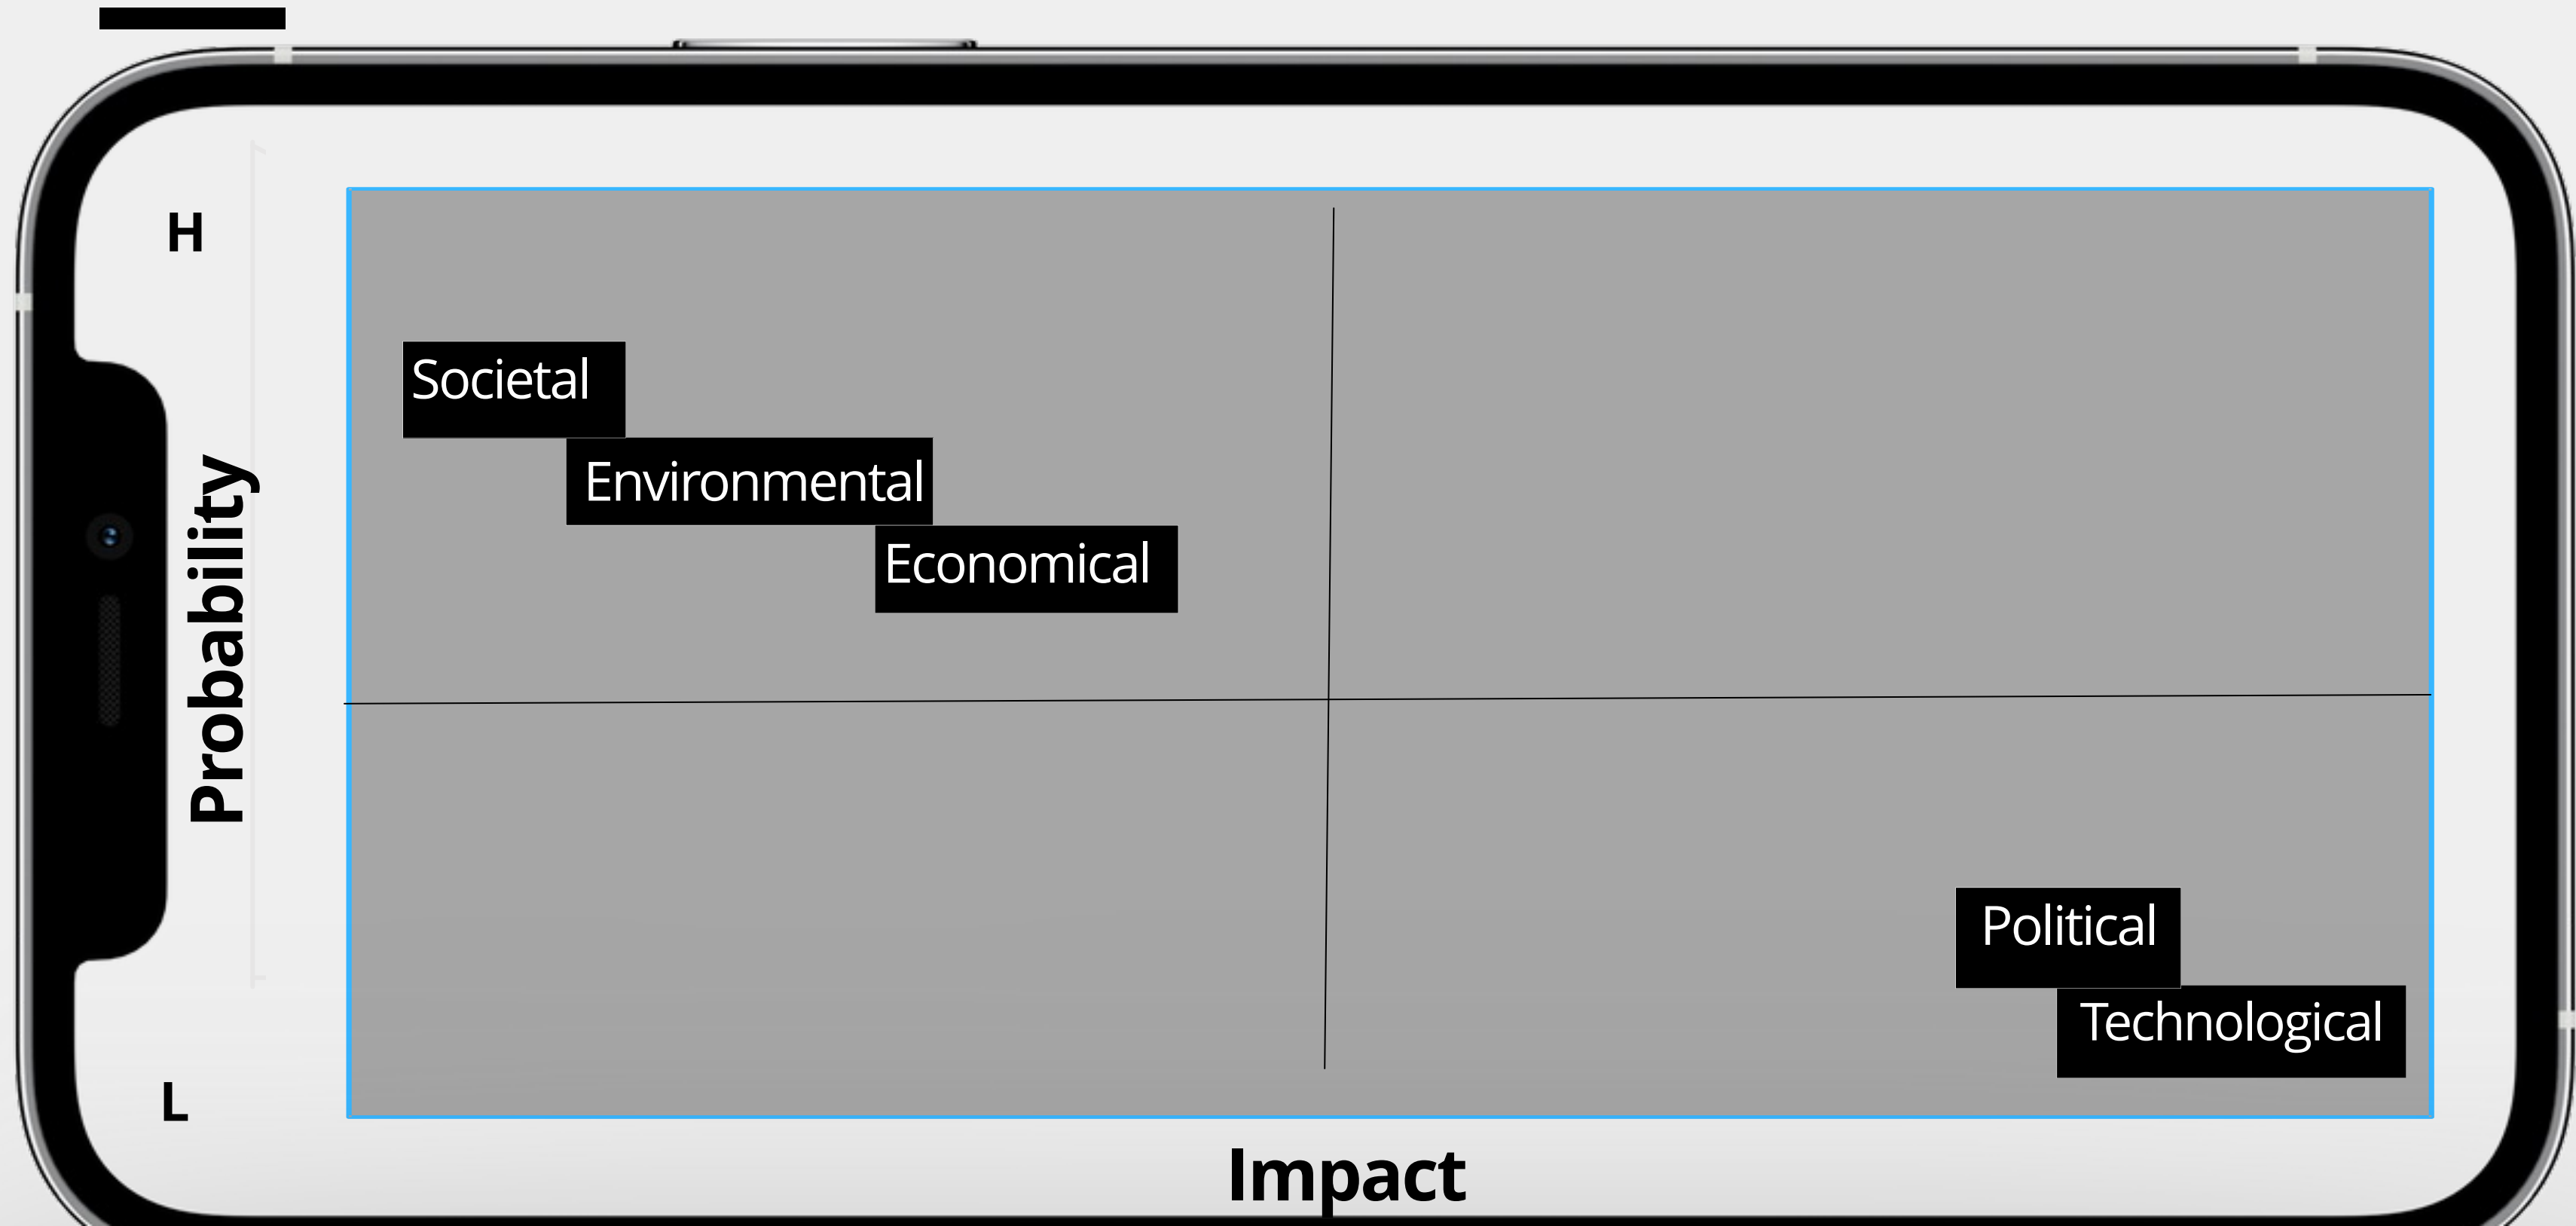 H
Societal
Environmental
Economical
Probability
Political
Technological
L
Impact